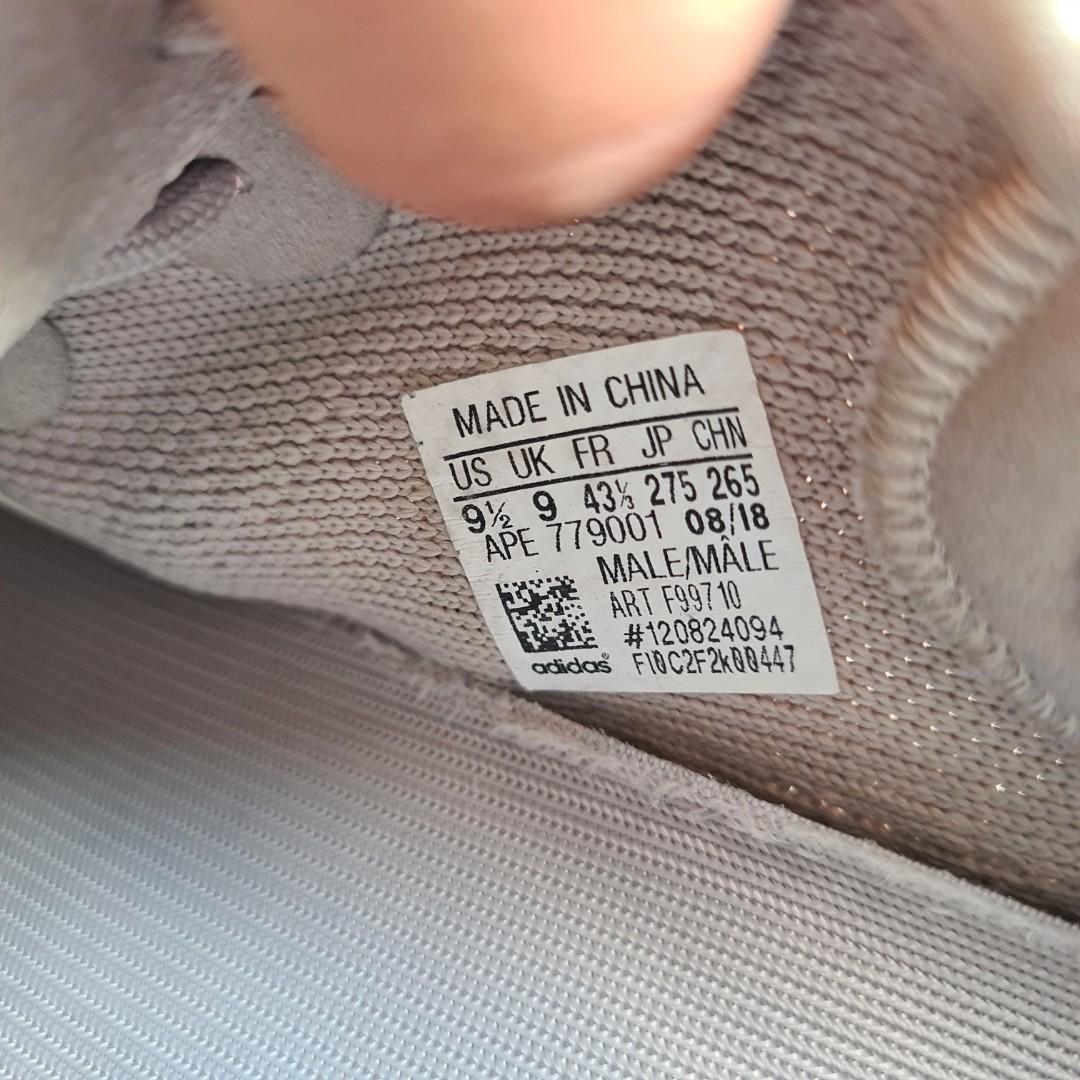 MADE IN CHINA
US UK FR JP CHN
9½ 9 43⅓ 275 265
APE 779001 08/18
MALE/MÂLE
ART F99710
#120824094
adidas® FI0C2F2k00447